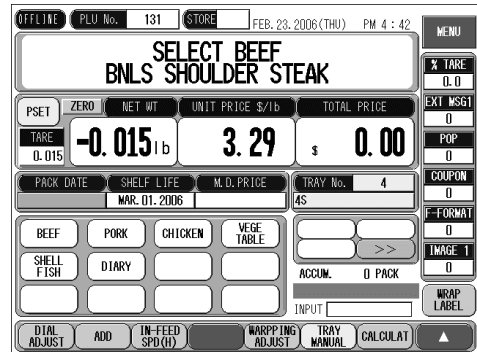 OFFLINE PLU No. 131 STORE FEB. 23. 2006(THU) PM 4:42 MENU
SELECT BEEF
BNLS SHOULDER STEAK
% TARE
0.0
PSET ZERO NET WT UNIT PRICE $/lb TOTAL PRICE EXT MSG1
0
TARE
0.015 -0.015 lb 3.29 $ 0.00 POP
0
PACK DATE SHELF LIFE M.D.PRICE TRAY No. 4 COUPON
0
MAR. 01. 2006 4S
F-FORMAT
0
BEEF PORK CHICKEN VEGE
TABLE
>> IMAGE 1
0
SHELL
FISH DIARY
ACCUM. 0 PACK
INPUT WRAP
LABEL
DIAL
ADJUST ADD IN-FEED
SPD(H) WARPPING
ADJUST TRAY
MANUAL CALCULAT ▲